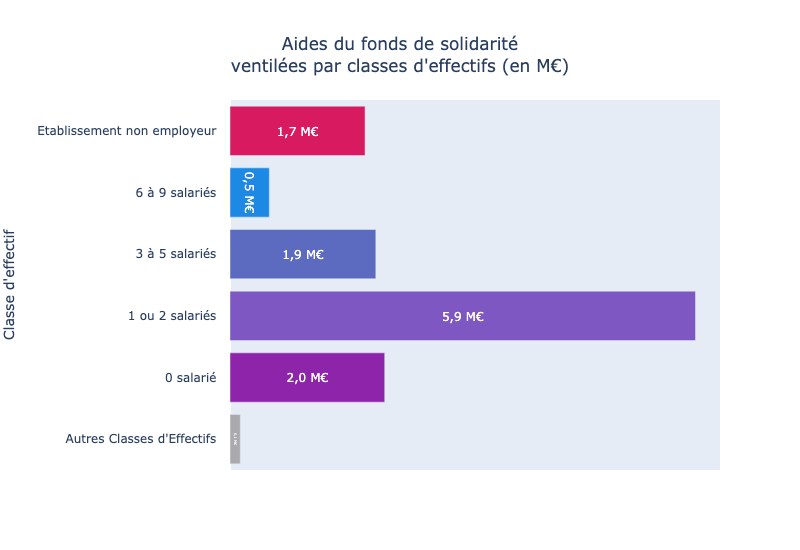 Aides du fonds de solidarité
ventilées par classes d'effectifs (en M€)
Classe d'effectif
Etablissement non employeur
1,7 M€
6 à 9 salariés
0,5 M€
3 à 5 salariés
1,9 M€
1 ou 2 salariés
5,9 M€
0 salarié
2,0 M€
Autres Classes d'Effectifs